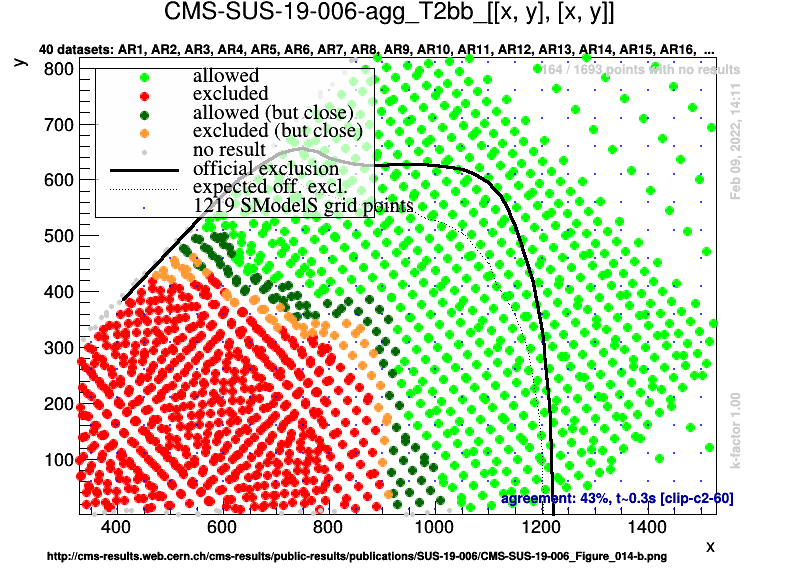 CMS-SUS-19-006-agg_T2bb_[[x, y], [x, y]]
40 datasets: AR1, AR2, AR3, AR4, AR5, AR6, AR7, AR8, AR9, AR10, AR11, AR12, AR13, AR14, AR15, AR16, ...
y
164 / 1693 points with no results
allowed
excluded
allowed (but close)
excluded (but close)
no result
official exclusion
expected off. excl.
1219 SModelS grid points
800
700
600
500
400
300
200
100
Feb 09, 2022, 14:11
k-factor 1.00
agreement: 43%, t~0.3s [clip-c2-60]
400 600 800 1000 1200 1400
x
http://cms-results.web.cern.ch/cms-results/public-results/publications/SUS-19-006/CMS-SUS-19-006_Figure_014-b.png